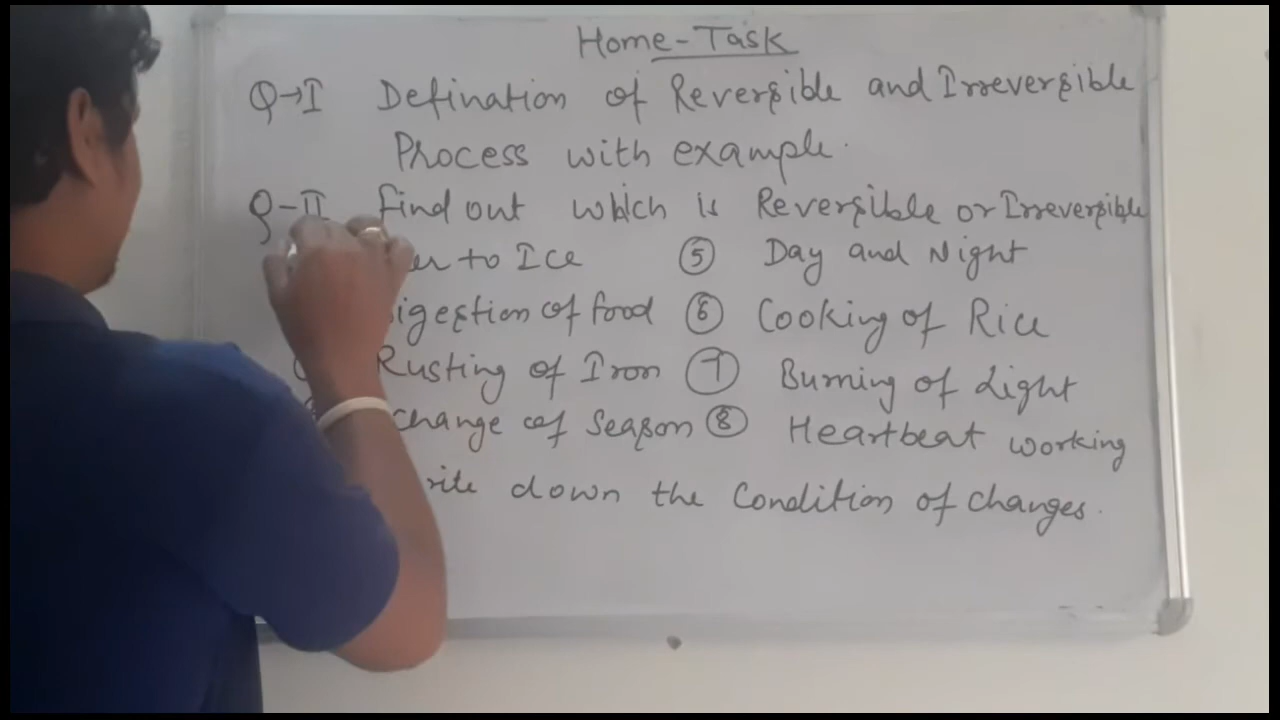 Home-Task
Q→I Defination of Reversible and Irreversible
Process with example.
Q-II find out which is Reversible or Irreversible
to Ice ⑤ Day and Night
of food ⑥ Cooking of Rice
Rusting of Iron ⑦ Burning of Light
change of Season ⑧ Heartbeat working
down the Condition of changes.